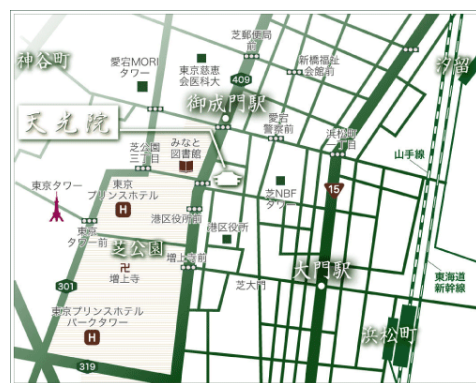 芝郵便局
前
神谷町
愛宕MORI
タワー
東京慈恵
会医科大
新橋福祉
会館前
汐留
409
御成門駅
天光院
愛宕
警察前
浜松町
一丁目
みなと
図書館
芝公園
三丁目
山手線
東京タワー
東京
プリンスホテル
H
芝NBF
タワー
15
港区役所前
港区役所
東京
タワー前
芝公園
増上寺前
卍
増上寺
大門駅
301
芝大門
東海道
新幹線
東京プリンスホテル
パークタワー
H
浜松町
319